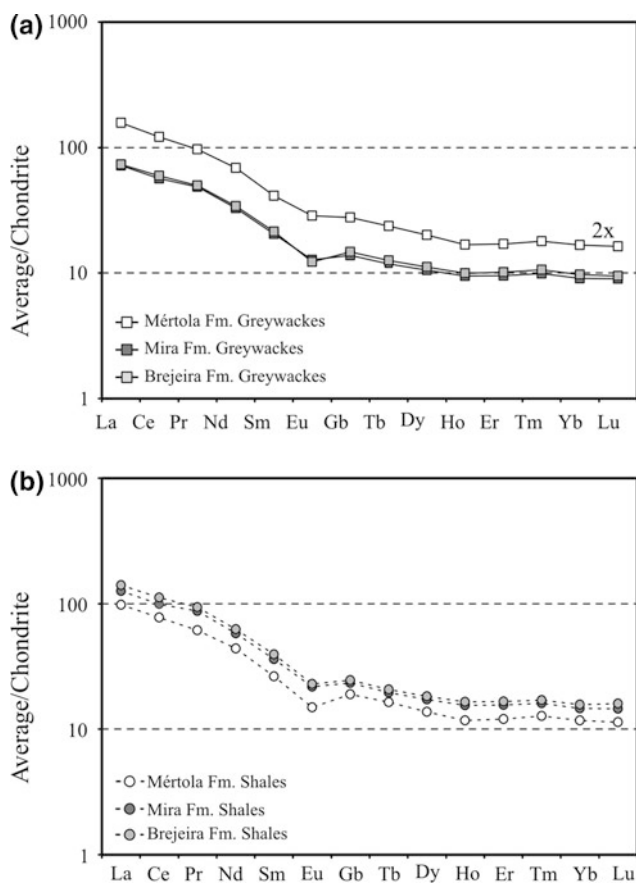 (a)
1000
100
10
1
Average/Chondrite
2x
Mértola Fm. Greywackes
Mira Fm. Greywackes
Brejeira Fm. Greywackes
La Ce Pr Nd Sm Eu Gb Tb Dy Ho Er Tm Yb Lu
(b)
1000
100
10
1
Average/Chondrite
Mértola Fm. Shales
Mira Fm. Shales
Brejeira Fm. Shales
La Ce Pr Nd Sm Eu Gb Tb Dy Ho Er Tm Yb Lu